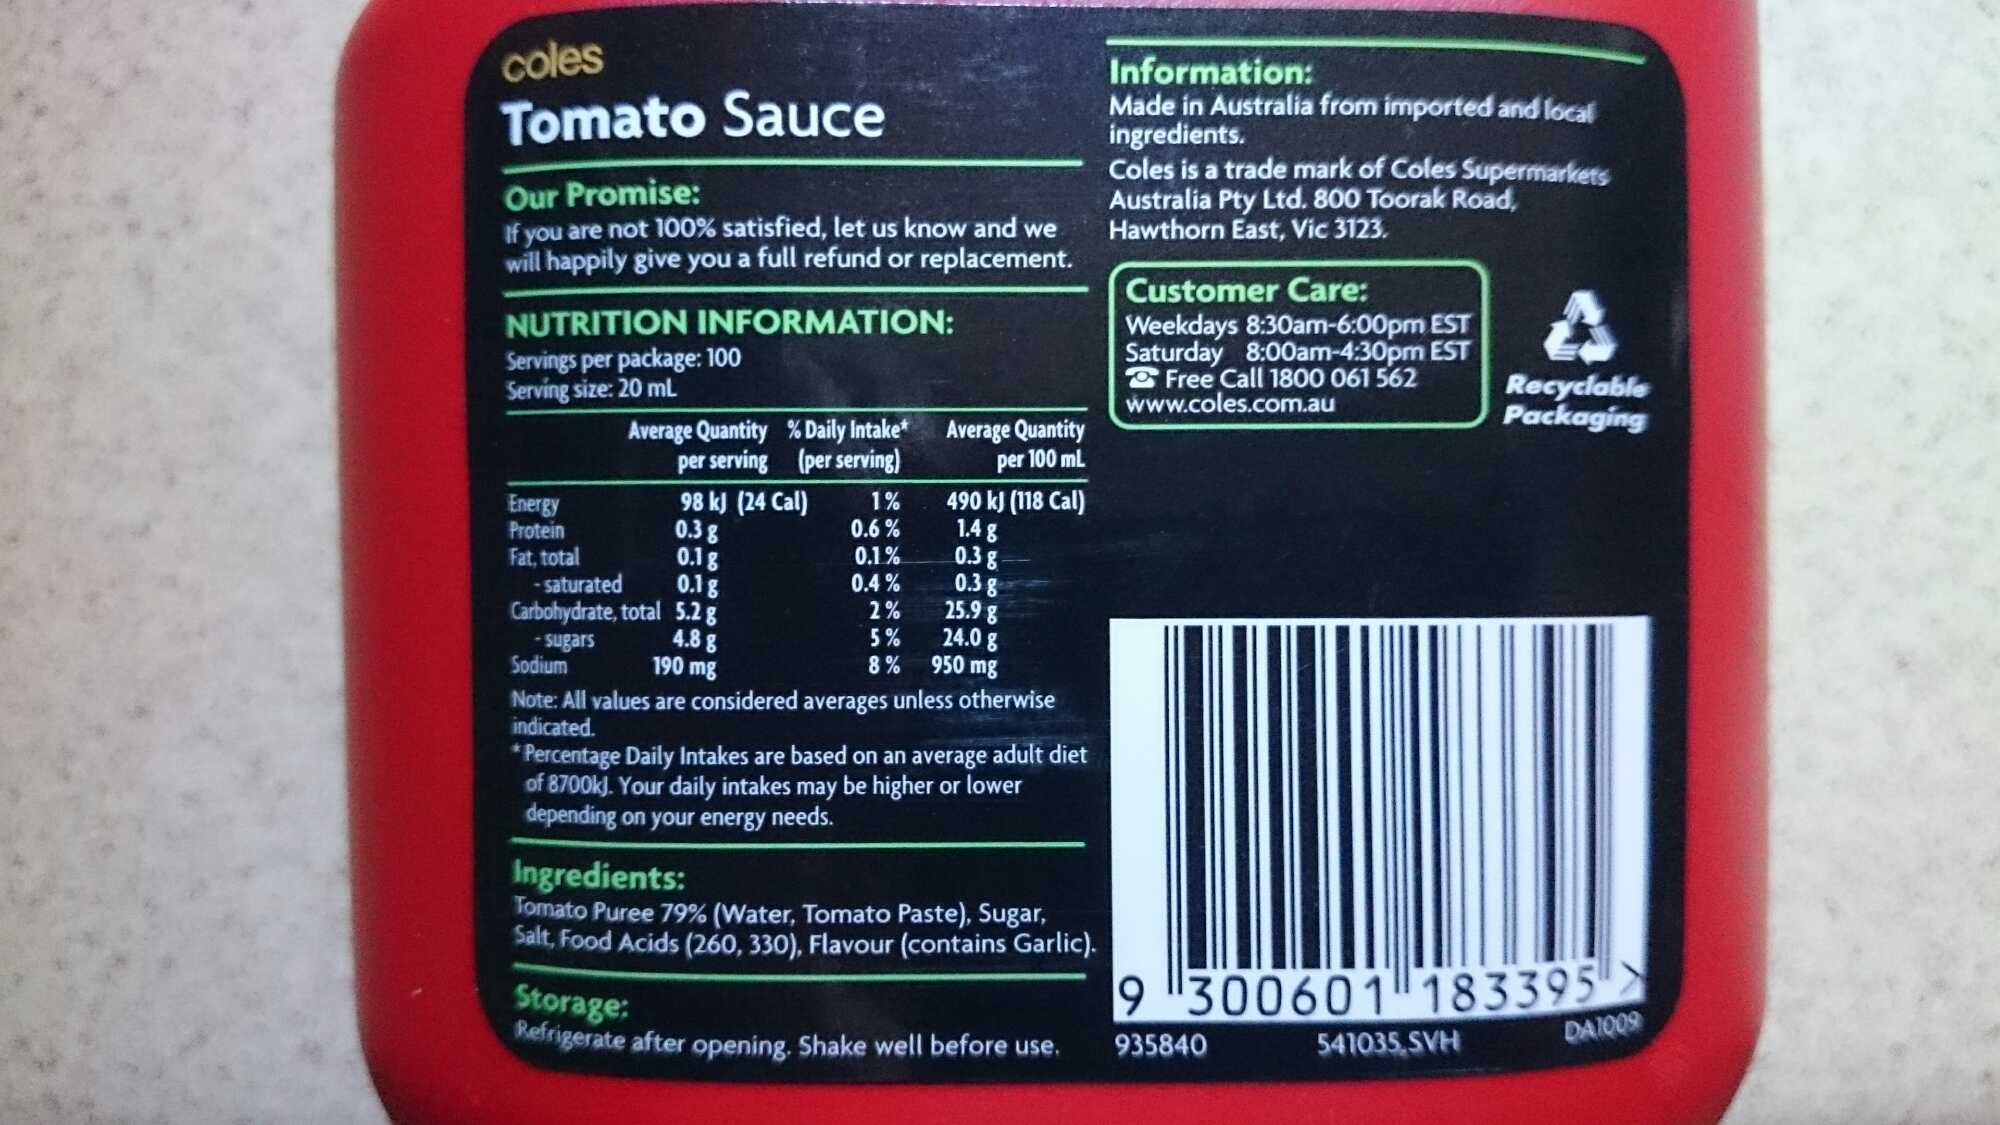 coles
Tomato Sauce
Our Promise:
If you are not 100% satisfied, let us know and we
will happily give you a full refund or replacement.
NUTRITION INFORMATION:
Servings per package: 100
Serving size: 20 mL
Average Quantity % Daily Intake* Average Quantity
per serving (per serving) per 100 mL
Energy 98 kJ (24 Cal) 1 % 490 kJ (118 Cal)
Protein 0.3 g 0.6 % 1.4 g
Fat, total 0.1 g 0.1 % 0.3 g
- saturated 0.1 g 0.4 % 0.3 g
Carbohydrate, total 5.2 g 2 % 25.9 g
- sugars 4.8 g 5 % 24.0 g
Sodium 190 mg 8 % 950 mg
Note: All values are considered averages unless otherwise
indicated.
* Percentage Daily Intakes are based on an average adult diet
of 8700kJ. Your daily intakes may be higher or lower
depending on your energy needs.
Ingredients:
Tomato Puree 79% (Water, Tomato Paste), Sugar,
Salt, Food Acids (260, 330), Flavour (contains Garlic).
Storage:
Refrigerate after opening. Shake well before use.
Information:
Made in Australia from imported and local
ingredients.
Coles is a trade mark of Coles Supermarkets
Australia Pty Ltd. 800 Toorak Road,
Hawthorn East, Vic 3123.
Customer Care:
Weekdays 8:30am-6:00pm EST
Saturday 8:00am-4:30pm EST
☎ Free Call 1800 061 562
www.coles.com.au
Recyclable
Packaging
9 300601 183395 >
935840 541035.SVH DA1009